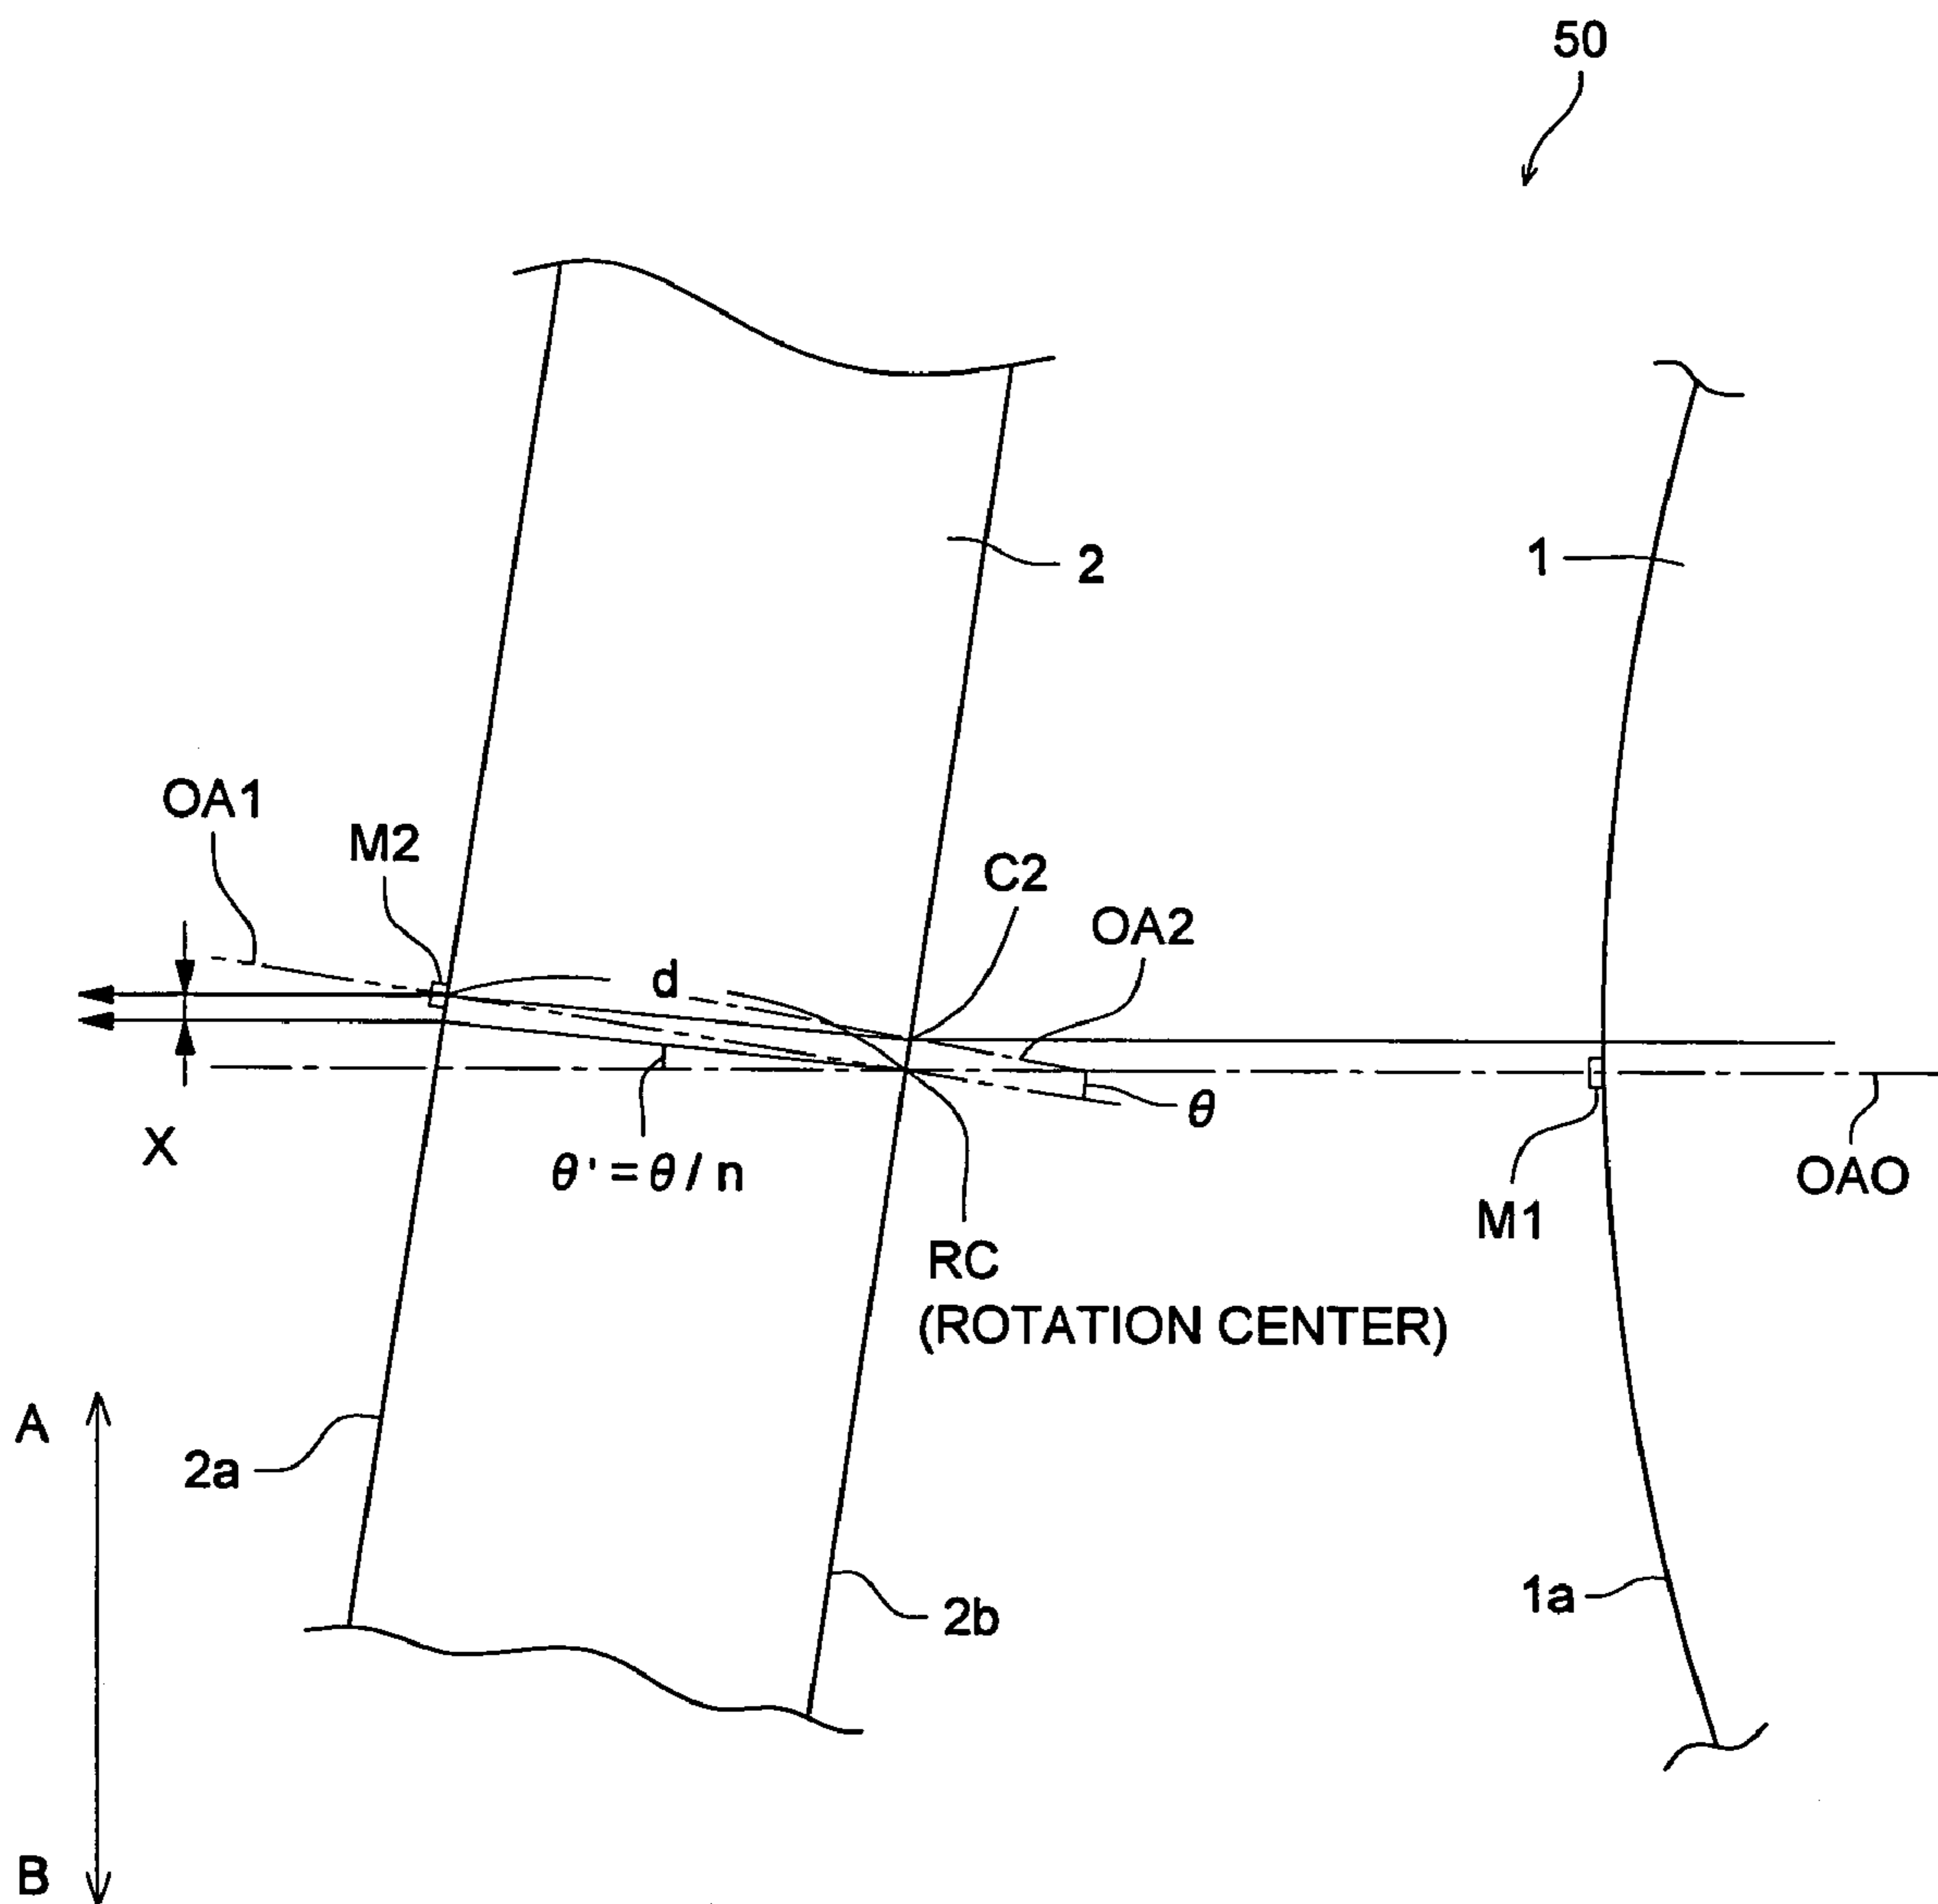 50
2
1
OA1
M2
C2
OA2
d
θ
X
θ' = θ / n
M1
OAO
RC
(ROTATION CENTER)
A
2a
2b
1a
B